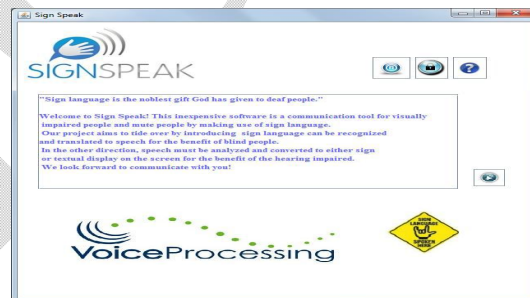 Sign Speak
SIGNSPEAK
"Sign language is the noblest gift God has given to deaf people."
Welcome to Sign Speak! This inexpensive software is a communication tool for visually
impaired people and mute people by making use of sign language.
Our project aims to tide over by introducing sign language can be recognized
and translated to speech for the benefit of blind people.
In the other direction, speech must be analyzed and converted to either sign
or textual display on the screen for the benefit of the hearing impaired.
We look forward to communicate with you!
VoiceProcessing
SIGN
LANGUAGE
SPOKEN
HERE